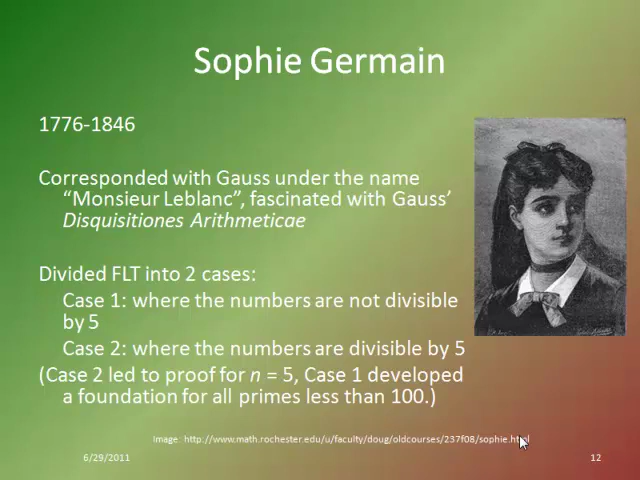 Sophie Germain
1776-1846
Corresponded with Gauss under the name
“Monsieur Leblanc”, fascinated with Gauss’
Disquisitiones Arithmeticae
Divided FLT into 2 cases:
Case 1: where the numbers are not divisible
by 5
Case 2: where the numbers are divisible by 5
(Case 2 led to proof for n = 5, Case 1 developed
a foundation for all primes less than 100.)
Image: http://www.math.rochester.edu/u/faculty/doug/oldcourses/237f08/sophie.html
6/29/2011
12